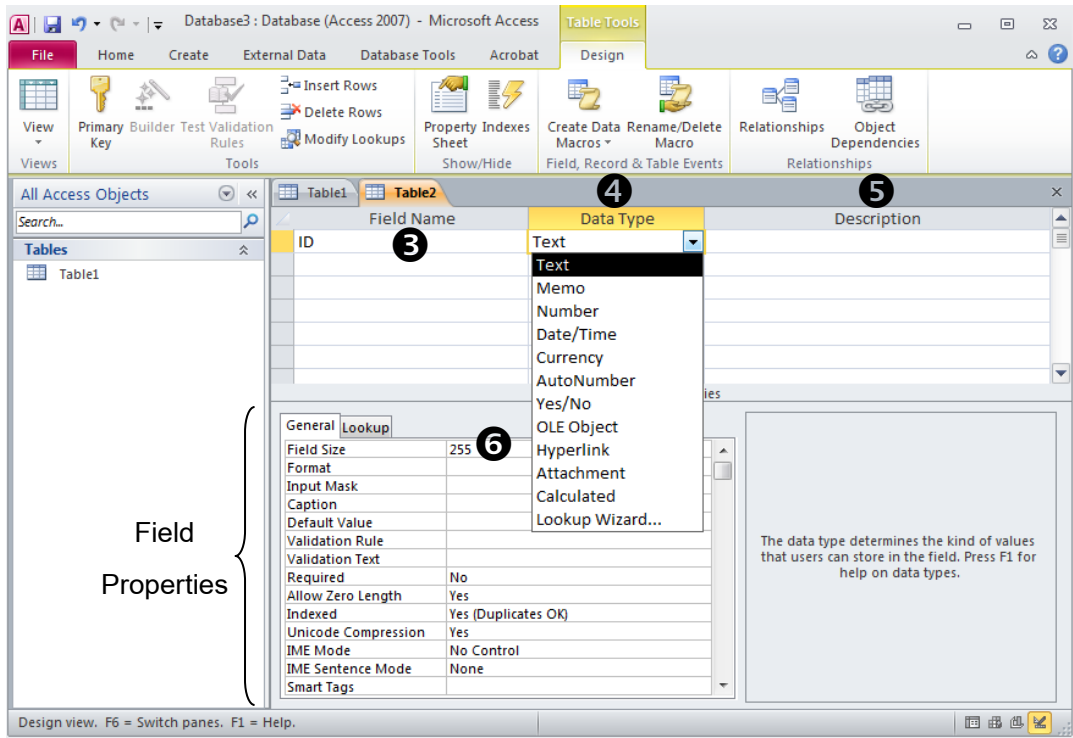 Database3 : Database (Access 2007) - Microsoft Access
Table Tools
File Home Create External Data Database Tools Acrobat Design
View
Primary Key
Builder
Test Validation Rules
Insert Rows
Delete Rows
Modify Lookups
Property Sheet
Indexes
Create Data Macros
Rename/Delete Macro
Relationships
Object Dependencies
Views Tools Show/Hide Field, Record & Table Events Relationships
All Access Objects
Search...
Tables
Table1
Table1 Table2
❹ ❺
Field Name Data Type Description
❸
ID Text
Text
Memo
Number
Date/Time
Currency
AutoNumber
Yes/No
OLE Object
Hyperlink
Attachment
Calculated
Lookup Wizard...
ies
General Lookup
❻
Field Size 255
Format
Input Mask
Caption
Default Value
Validation Rule
Validation Text
Required No
Allow Zero Length Yes
Indexed Yes (Duplicates OK)
Unicode Compression Yes
IME Mode No Control
IME Sentence Mode None
Smart Tags
Field
Properties
The data type determines the kind of values
that users can store in the field. Press F1 for
help on data types.
Design view. F6 = Switch panes. F1 = Help.